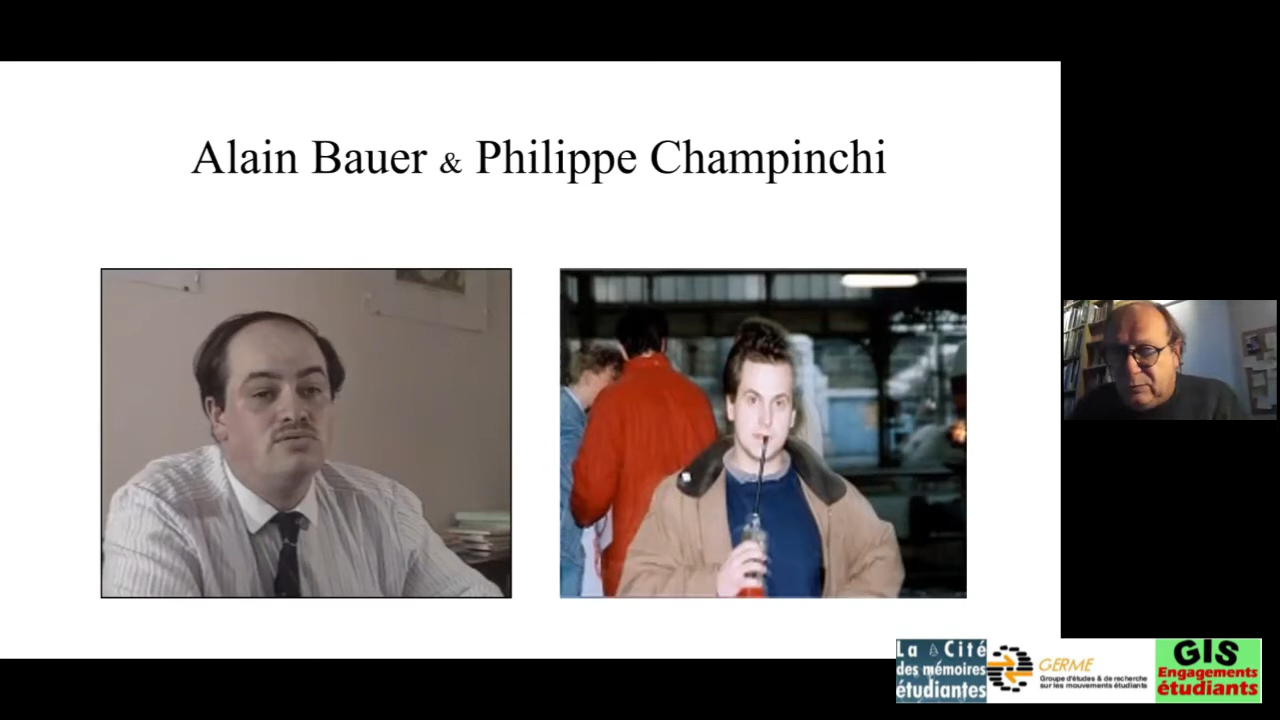 Alain Bauer & Philippe Champinchi
La Cité
des mémoires
étudiantes
GERME
Groupe d'études & de recherche
sur les mouvements étudiants
GIS
Engagements
étudiants